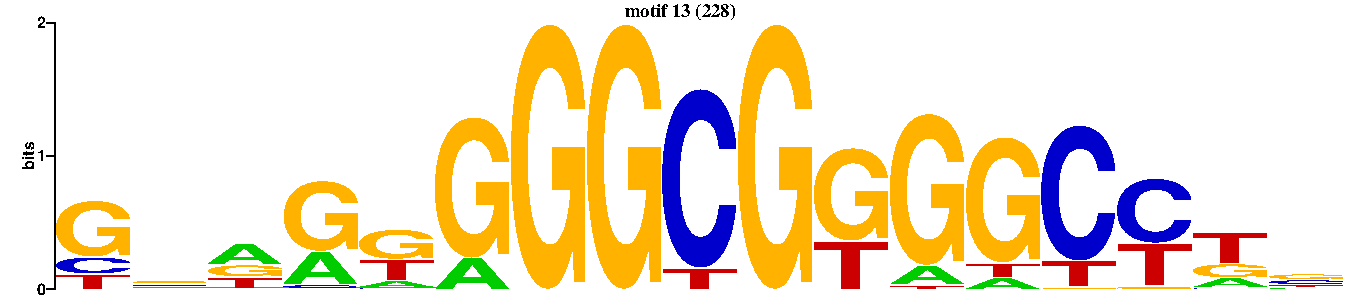 motif 13 (228)
2
1
0
bits
G G G G G G G C G G G G C C T
C A A T A T T A T T T G
T G A A T A
T